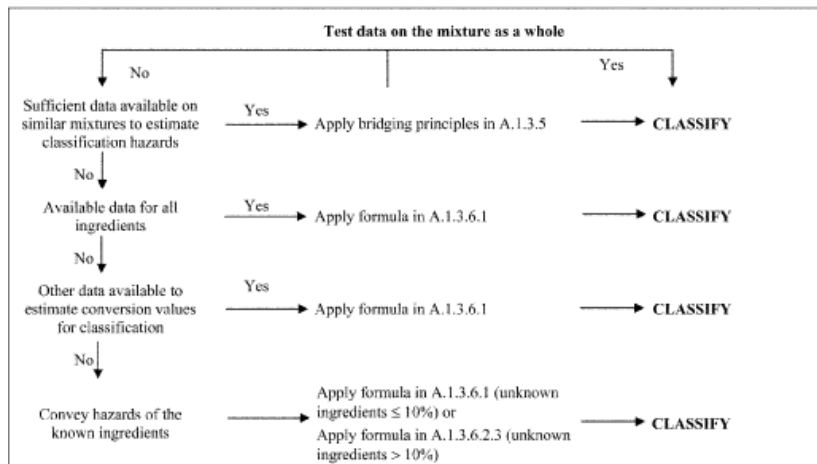 Test data on the mixture as a whole
No
Yes
Sufficient data available on
similar mixtures to estimate
classification hazards
Yes
Apply bridging principles in A.1.3.5
CLASSIFY
No
Available data for all
ingredients
Yes
Apply formula in A.1.3.6.1
CLASSIFY
No
Other data available to
estimate conversion values
for classification
Yes
Apply formula in A.1.3.6.1
CLASSIFY
No
Convey hazards of the
known ingredients
Apply formula in A.1.3.6.1 (unknown
ingredients ≤ 10%) or
Apply formula in A.1.3.6.2.3 (unknown
ingredients > 10%)
CLASSIFY